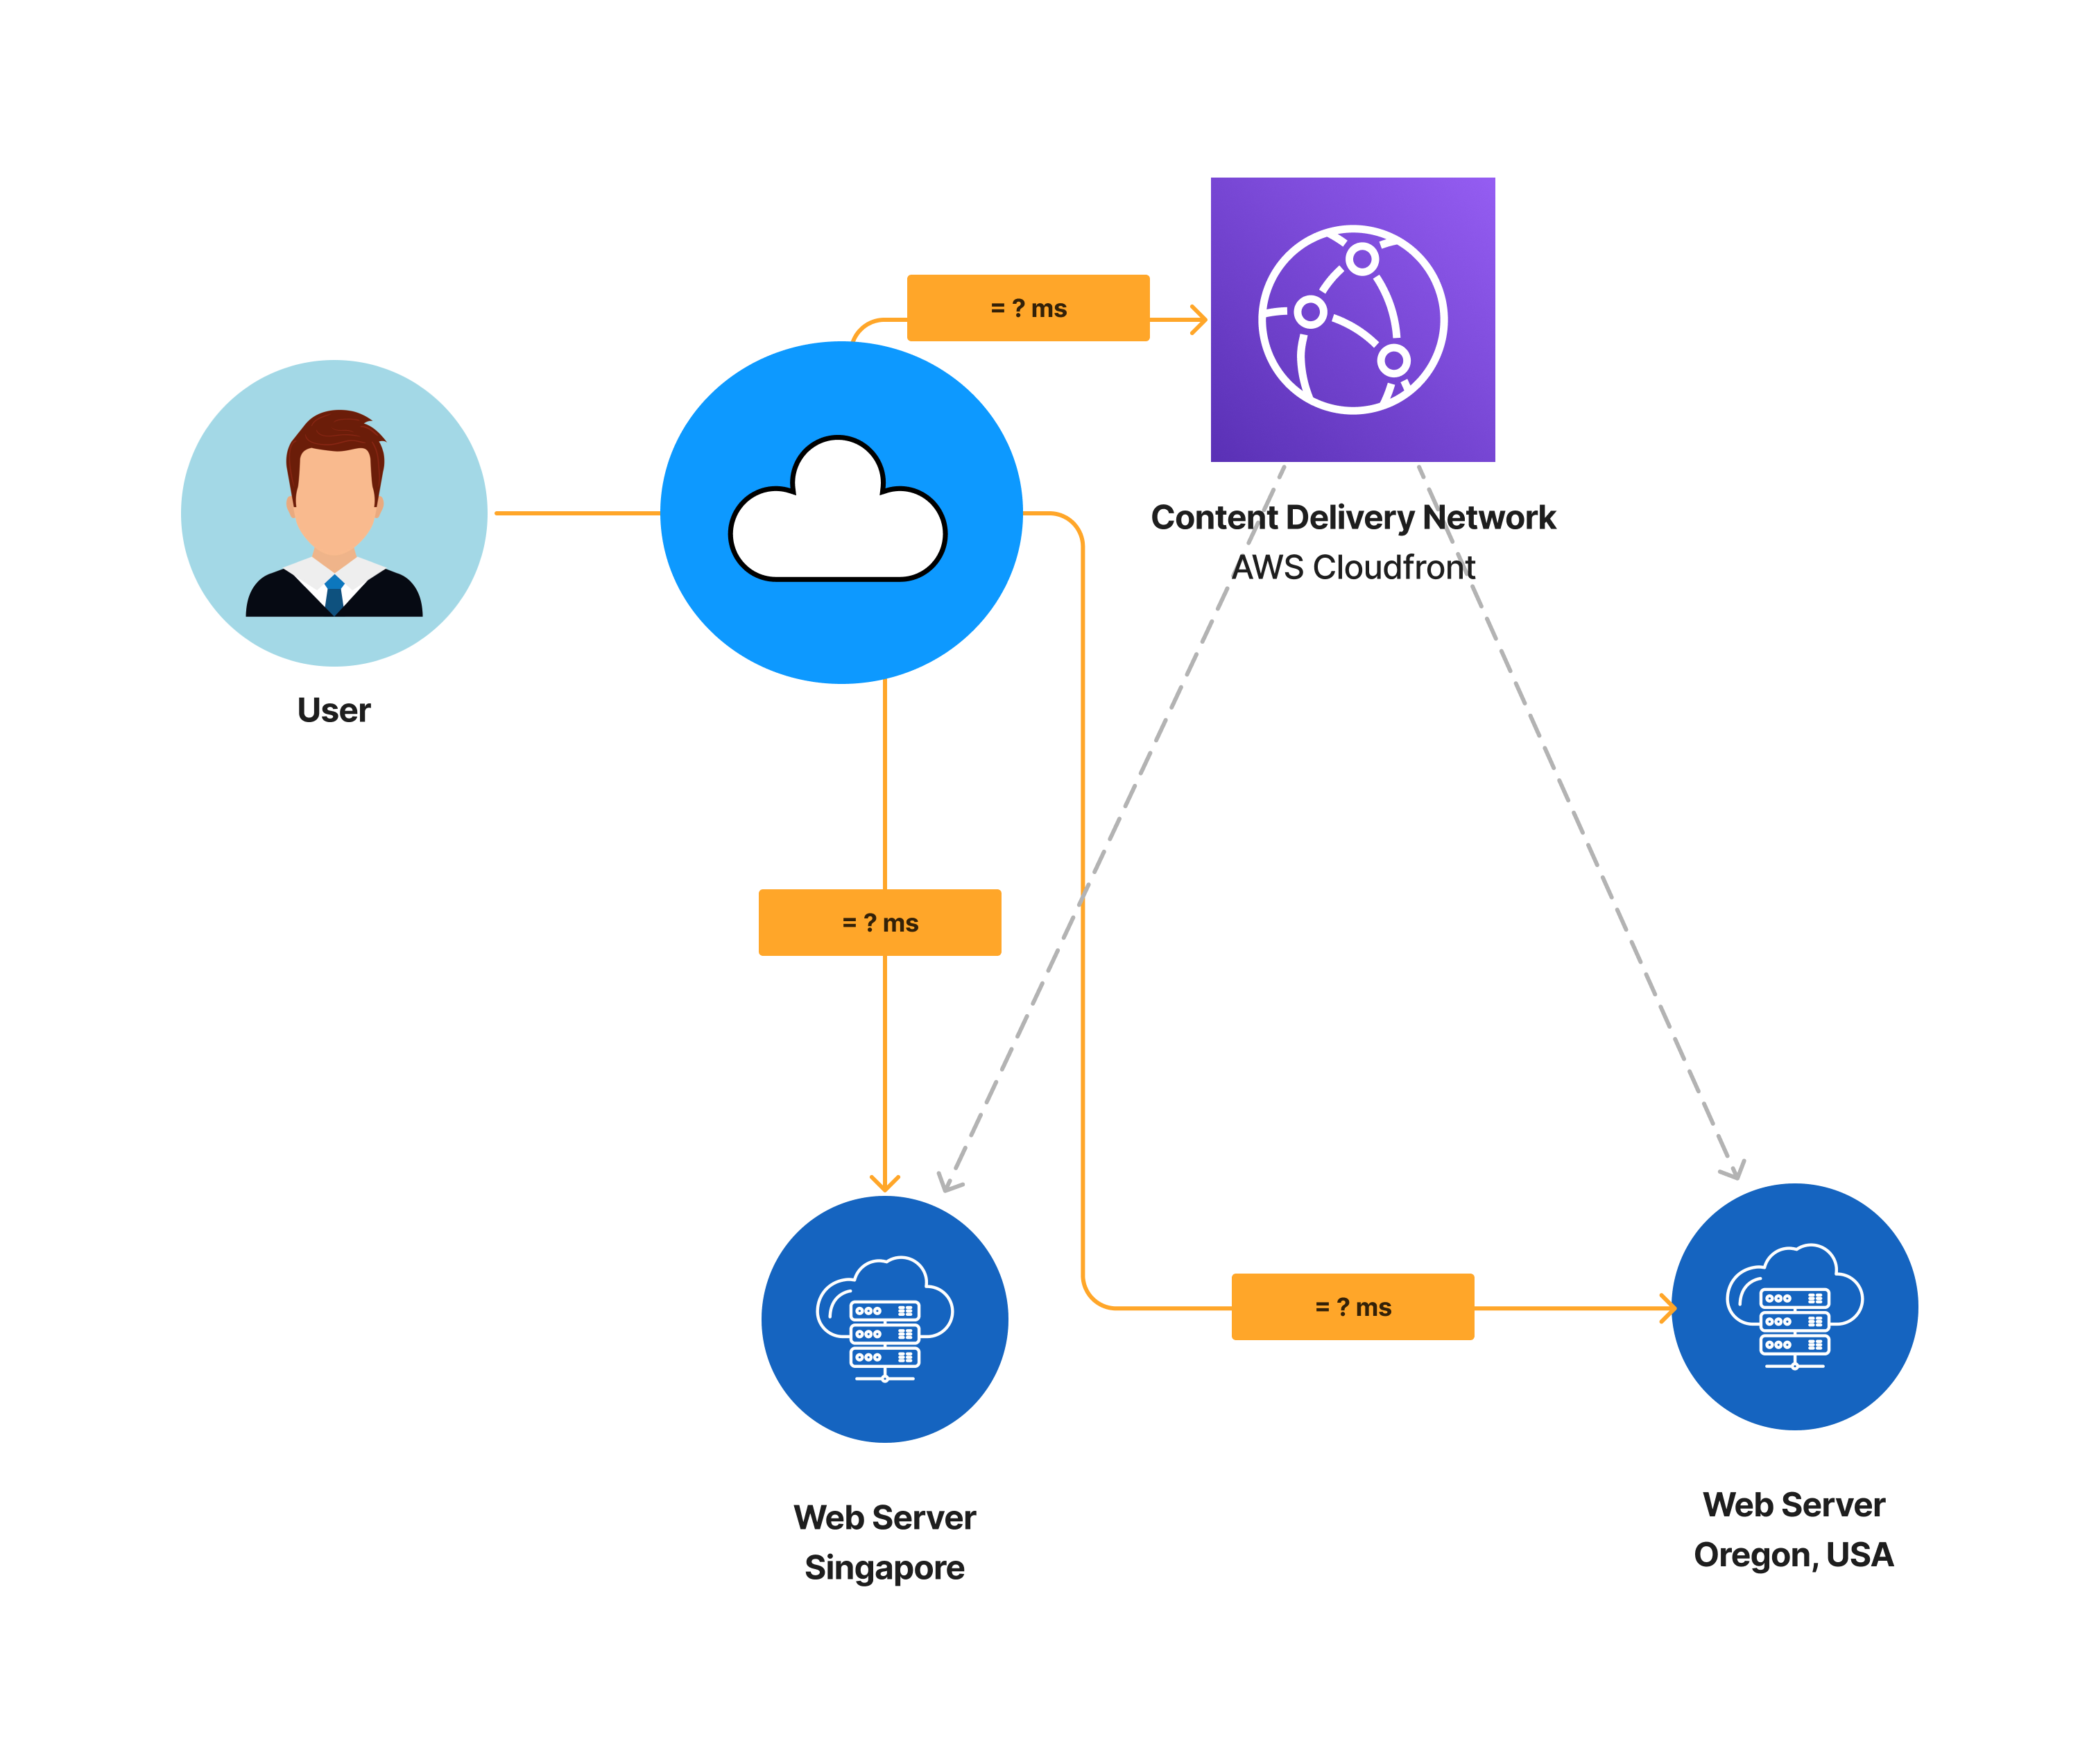 = ? ms
Content Delivery Network
AWS Cloudfront
User
= ? ms
= ? ms
Web Server
Singapore
Web Server
Oregon, USA